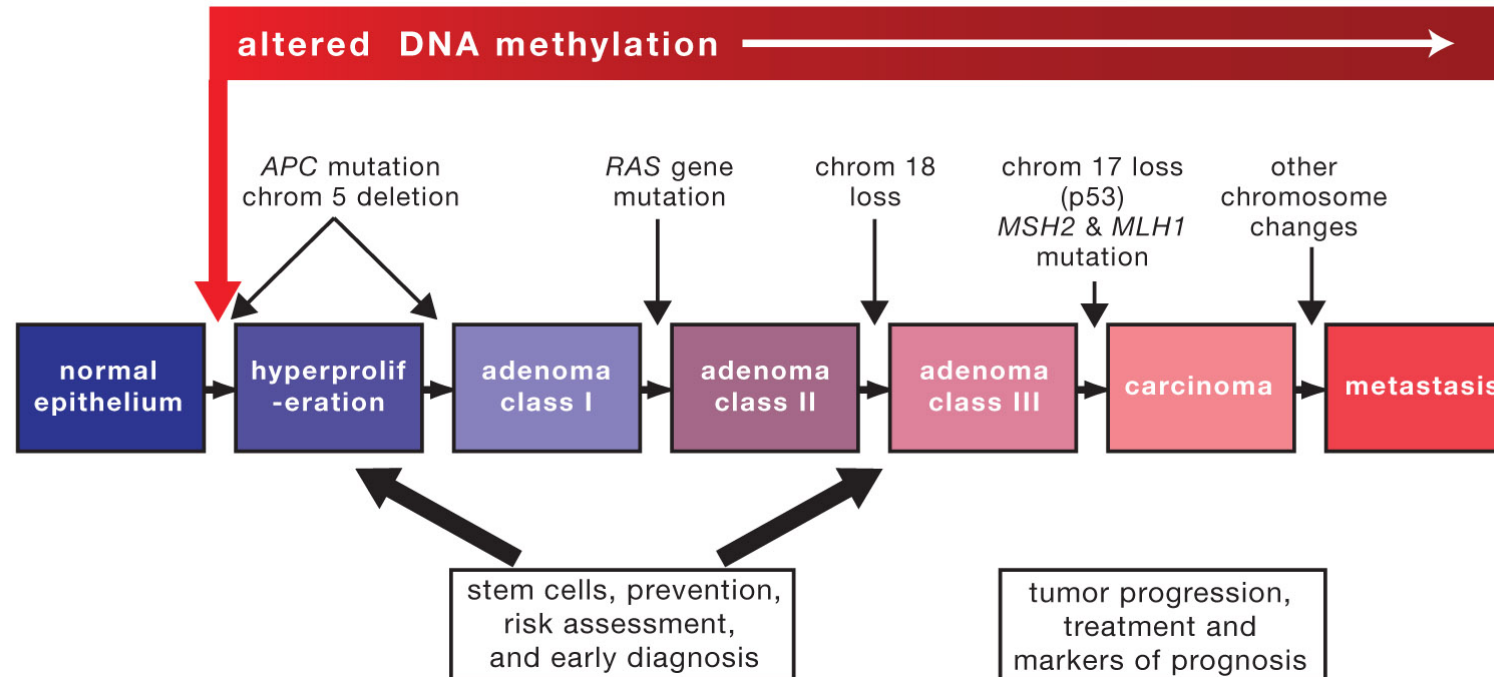 altered DNA methylation
APC mutation
chrom 5 deletion
RAS gene
mutation
chrom 18
loss
chrom 17 loss
(p53)
MSH2 & MLH1
mutation
other
chromosome
changes
normal
epithelium
hyperprolif
-eration
adenoma
class I
adenoma
class II
adenoma
class III
carcinoma
metastasis
stem cells, prevention,
risk assessment,
and early diagnosis
tumor progression,
treatment and
markers of prognosis